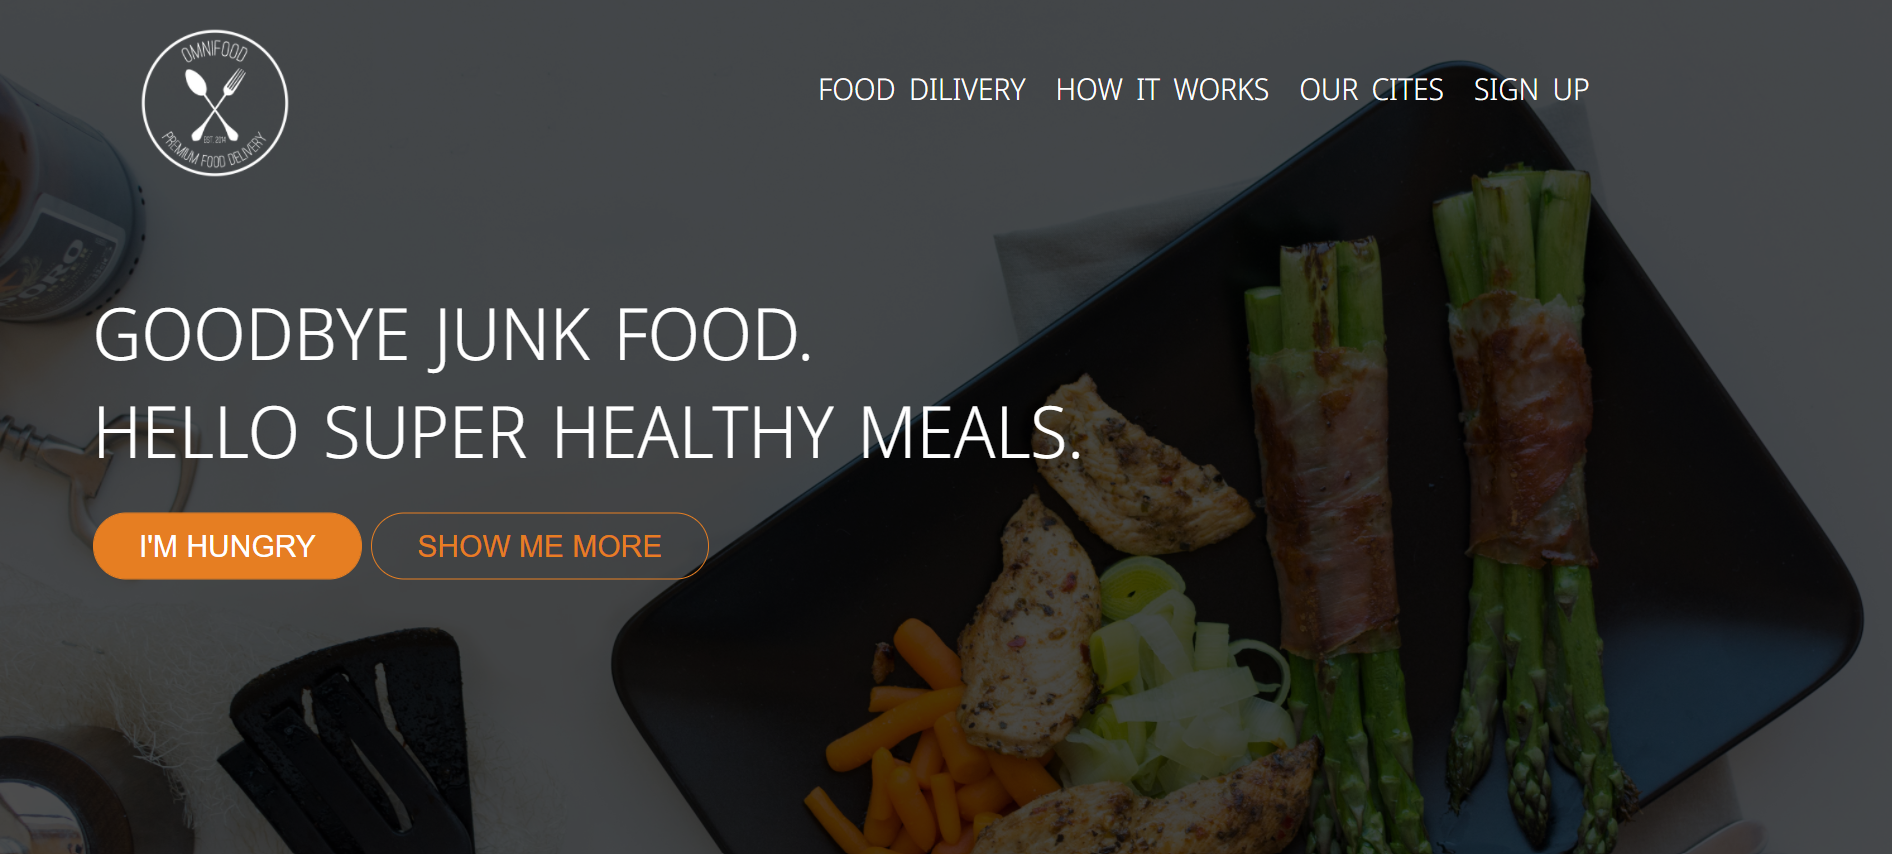 OMNIFOOD
EST. 2014
PREMIUM FOOD DELIVERY
FOOD DILIVERY HOW IT WORKS OUR CITES SIGN UP
GOODBYE JUNK FOOD.
HELLO SUPER HEALTHY MEALS.
I'M HUNGRY SHOW ME MORE